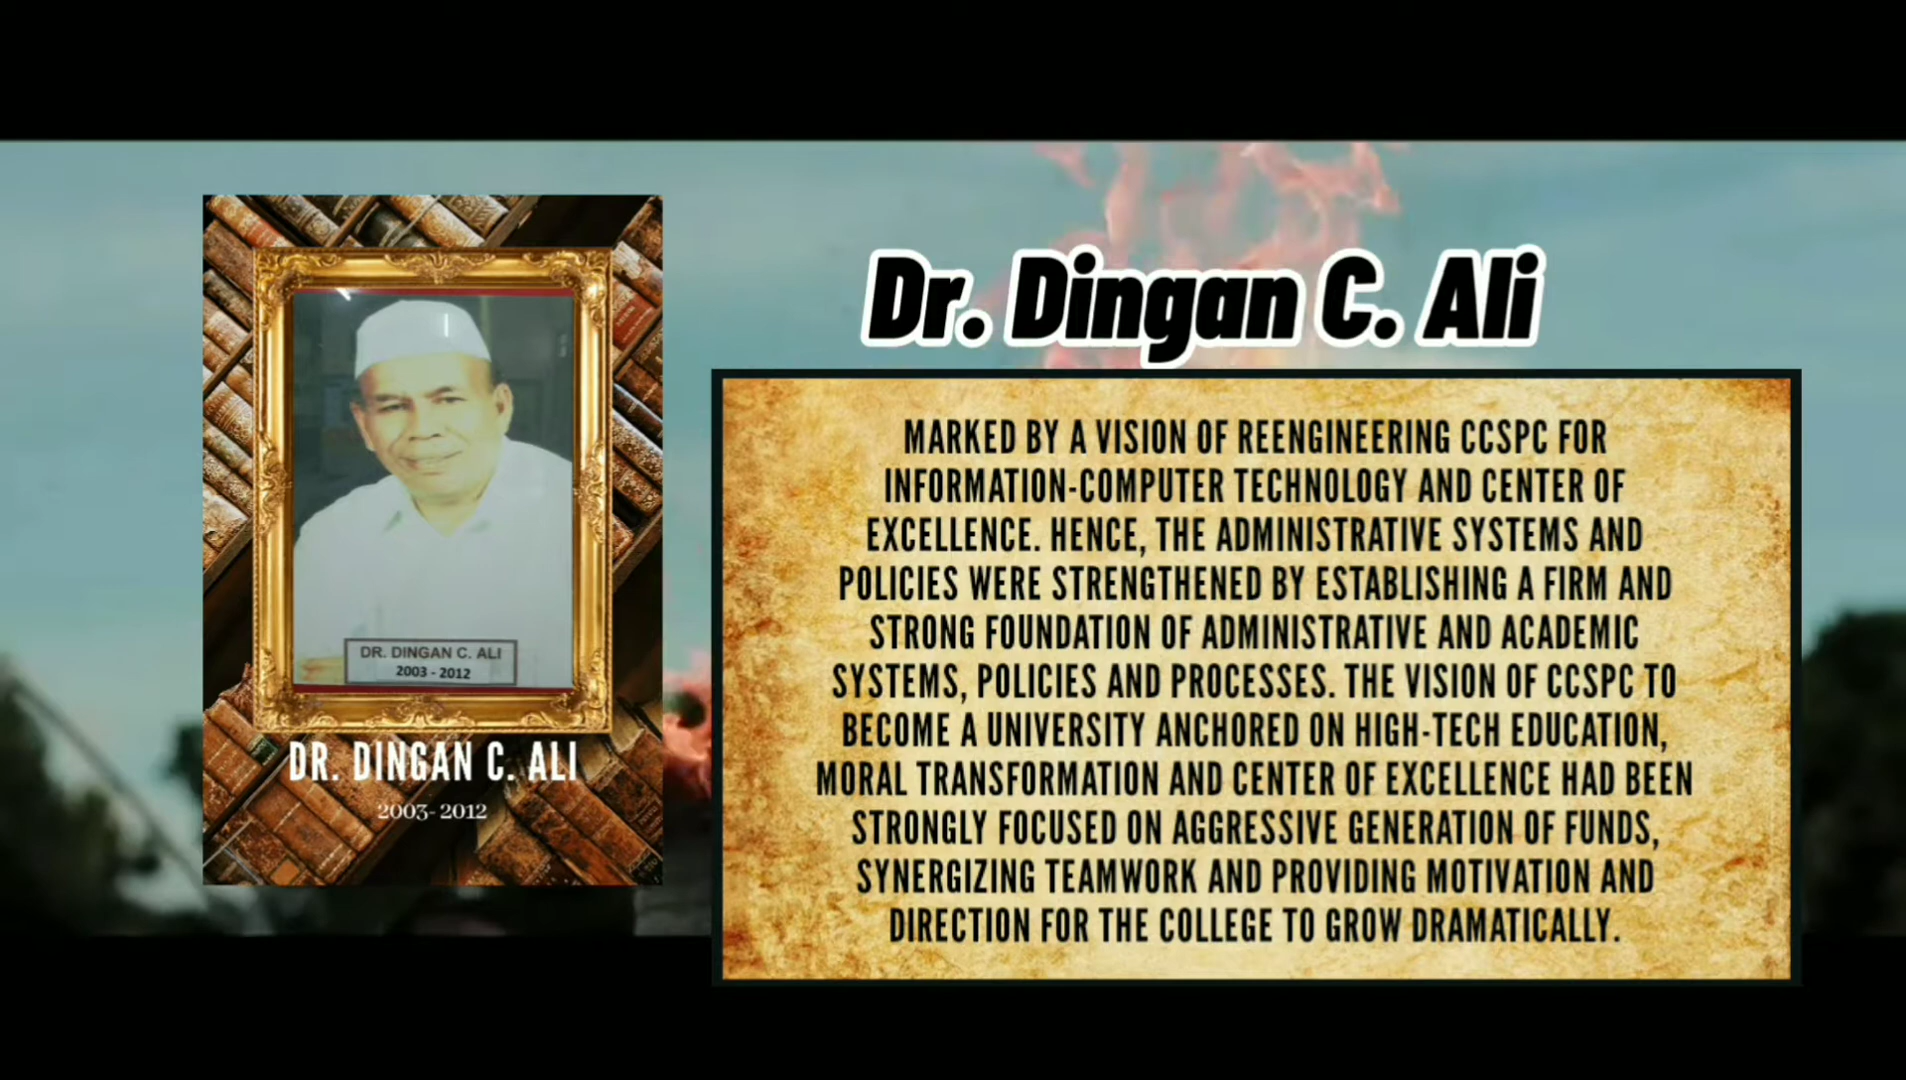 Dr. Dingan C. Ali
DR. DINGAN C. ALI
2003 - 2012
DR. DINGAN C. ALI
2003- 2012
MARKED BY A VISION OF REENGINEERING CCSPC FOR
INFORMATION-COMPUTER TECHNOLOGY AND CENTER OF
EXCELLENCE. HENCE, THE ADMINISTRATIVE SYSTEMS AND
POLICIES WERE STRENGTHENED BY ESTABLISHING A FIRM AND
STRONG FOUNDATION OF ADMINISTRATIVE AND ACADEMIC
SYSTEMS, POLICIES AND PROCESSES. THE VISION OF CCSPC TO
BECOME A UNIVERSITY ANCHORED ON HIGH-TECH EDUCATION,
MORAL TRANSFORMATION AND CENTER OF EXCELLENCE HAD BEEN
STRONGLY FOCUSED ON AGGRESSIVE GENERATION OF FUNDS,
SYNERGIZING TEAMWORK AND PROVIDING MOTIVATION AND
DIRECTION FOR THE COLLEGE TO GROW DRAMATICALLY.